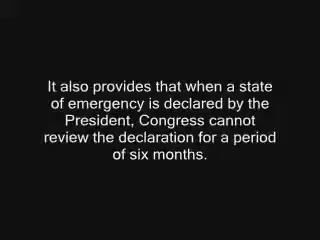 It also provides that when a state
of emergency is declared by the
President, Congress cannot
review the declaration for a period
of six months.